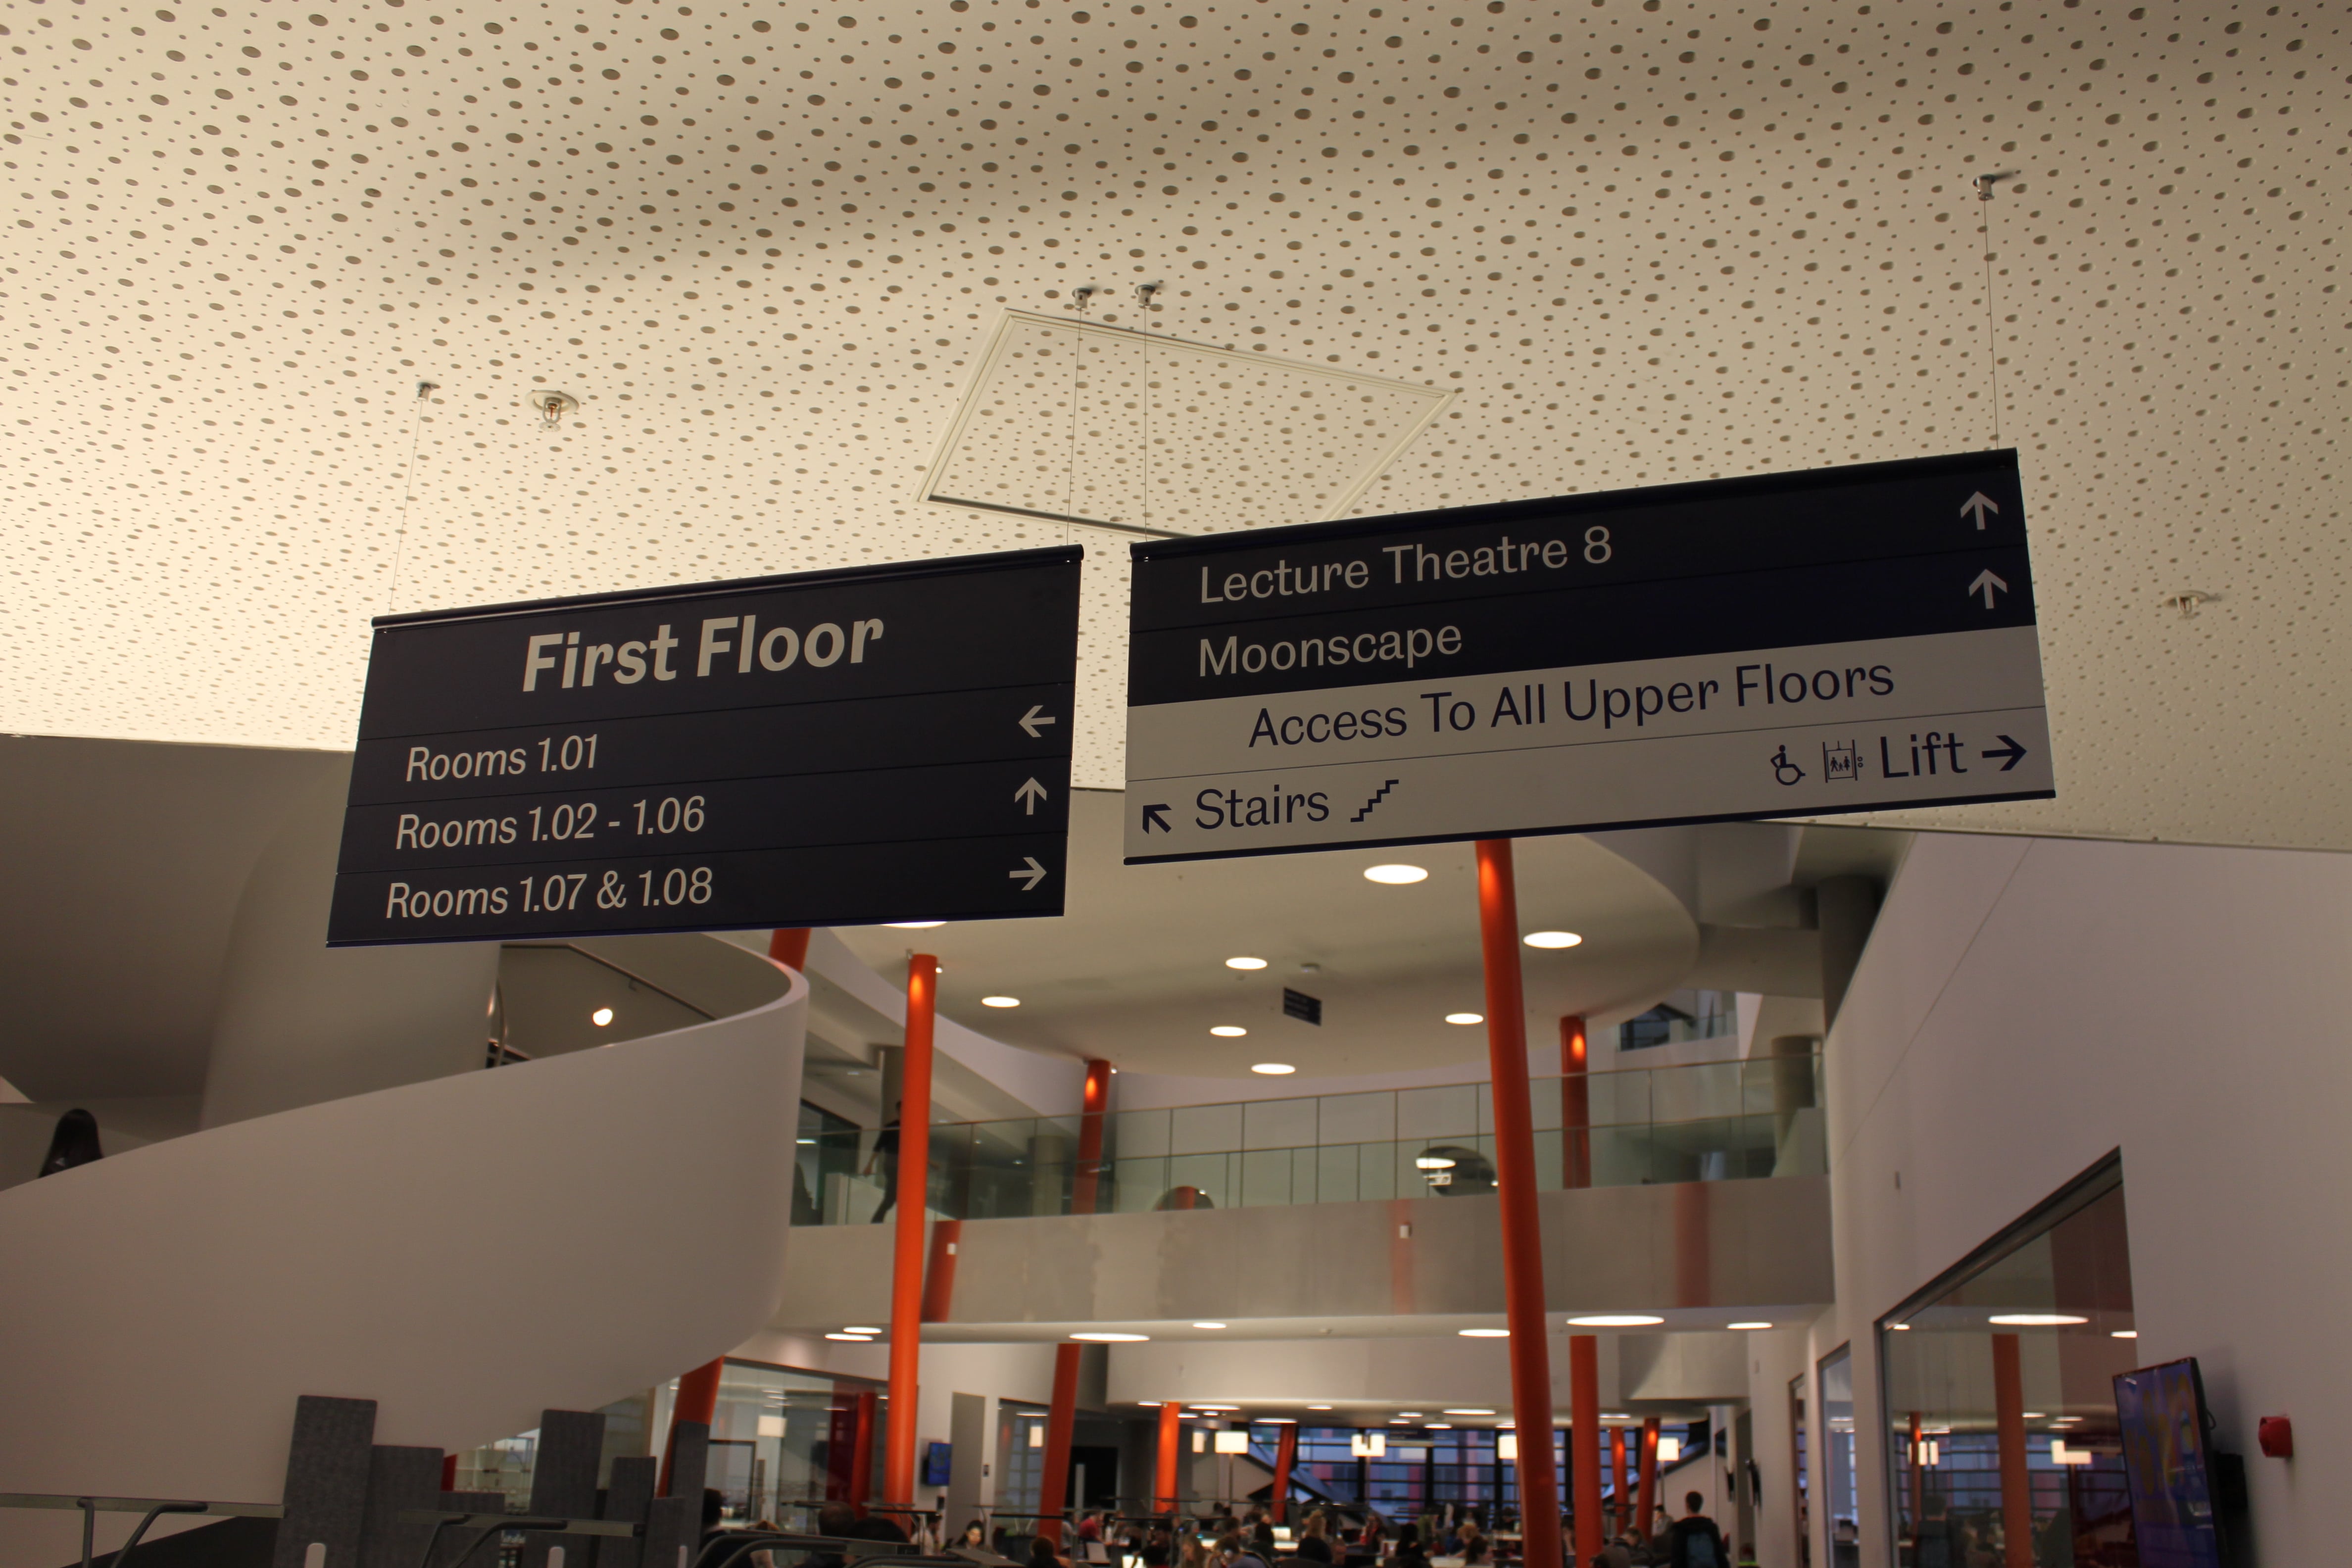 First Floor
Rooms 1.01 ←
Rooms 1.02 - 1.06 ↑
Rooms 1.07 & 1.08 →
Lecture Theatre 8 ↑
Moonscape ↑
Access To All Upper Floors
↖ Stairs
Lift →